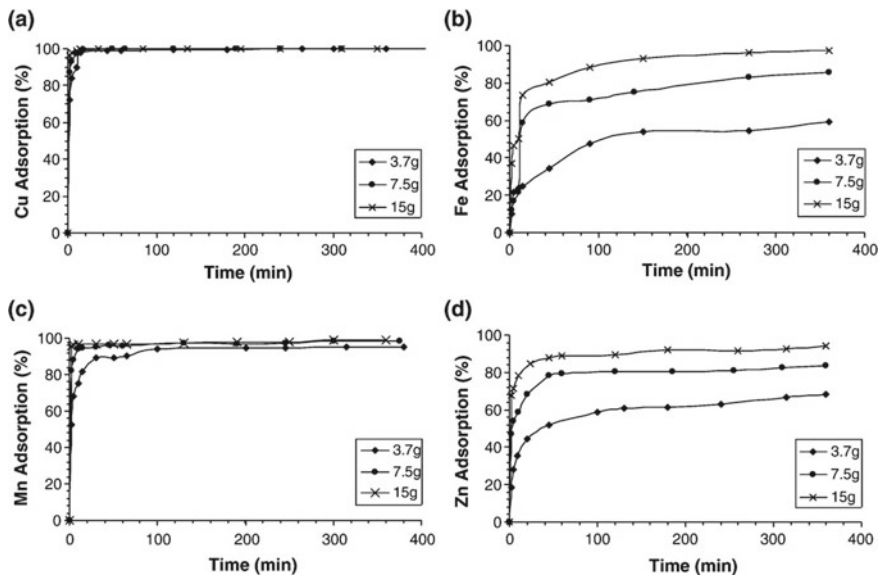 (a)
100
80
60
40
20
0
Cu Adsorption (%)
3.7g
7.5g
15g
0 100 200 300 400
Time (min)
(b)
100
80
60
40
20
0
Fe Adsorption (%)
3.7g
7.5g
15g
0 100 200 300 400
Time (min)
(c)
100
80
60
40
20
0
Mn Adsorption (%)
3.7g
7.5g
15g
0 100 200 300 400
Time (min)
(d)
100
80
60
40
20
0
Zn Adsorption (%)
3.7g
7.5g
15g
0 100 200 300 400
Time (min)